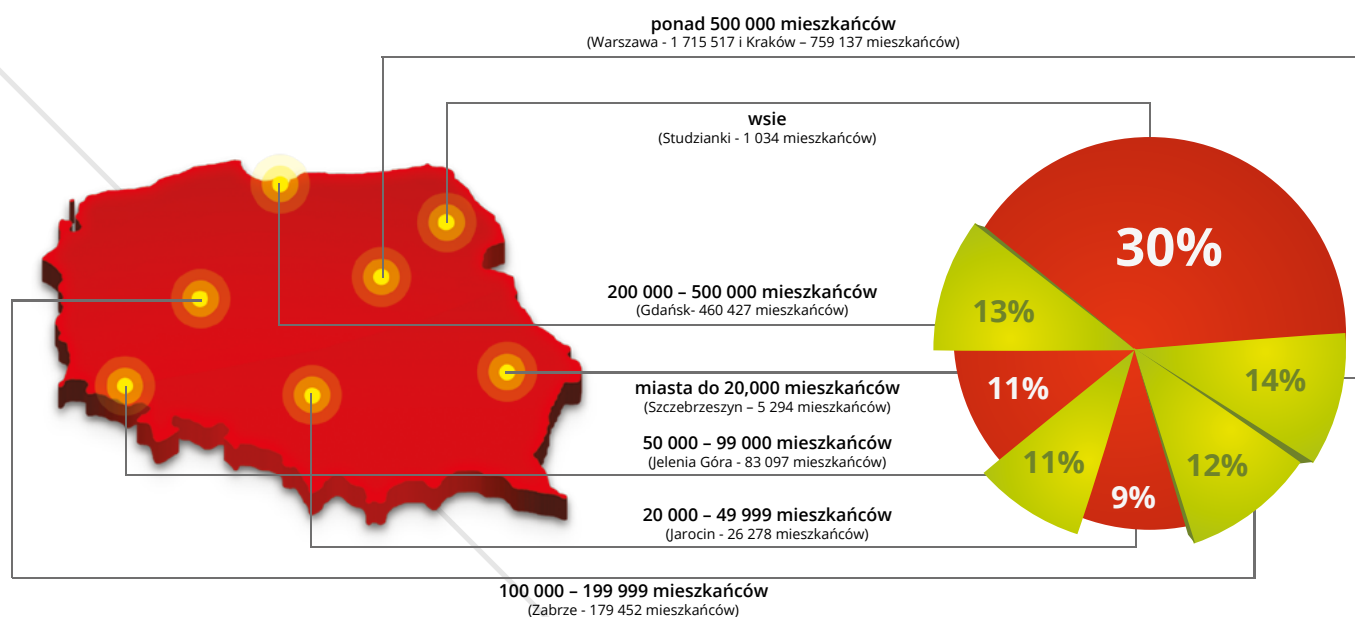 ponad 500 000 mieszkańców
(Warszawa - 1 715 517 i Kraków – 759 137 mieszkańców)
wsie
(Studzianki - 1 034 mieszkańców)
30%
200 000 – 500 000 mieszkańców
(Gdańsk- 460 427 mieszkańców)
13%
miasta do 20,000 mieszkańców
(Szczebrzeszyn – 5 294 mieszkańców)
11%
14%
50 000 – 99 000 mieszkańców
(Jelenia Góra - 83 097 mieszkańców)
11%
12%
9%
20 000 – 49 999 mieszkańców
(Jarocin - 26 278 mieszkańców)
100 000 – 199 999 mieszkańców
(Zabrze - 179 452 mieszkańców)